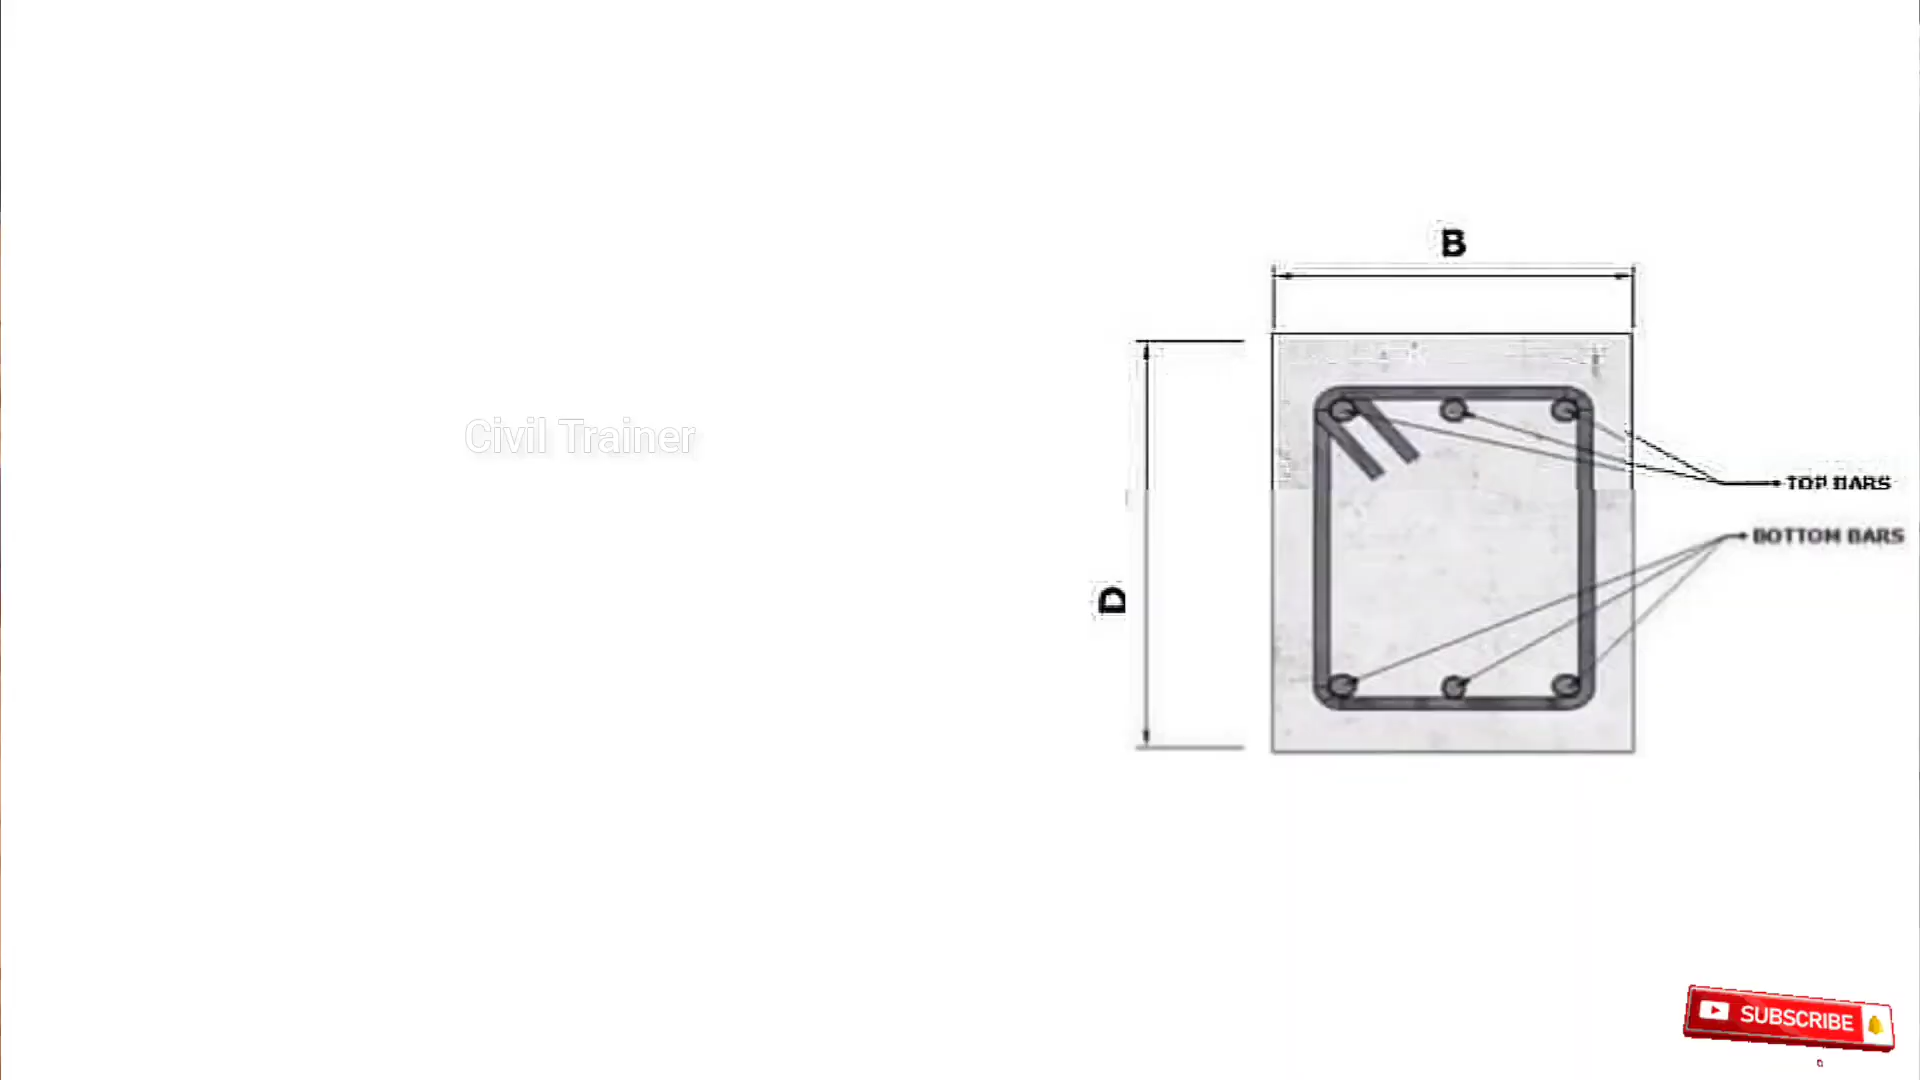 B
Civil Trainer
TOP BARS
BOTTOM BARS
D
SUBSCRIBE